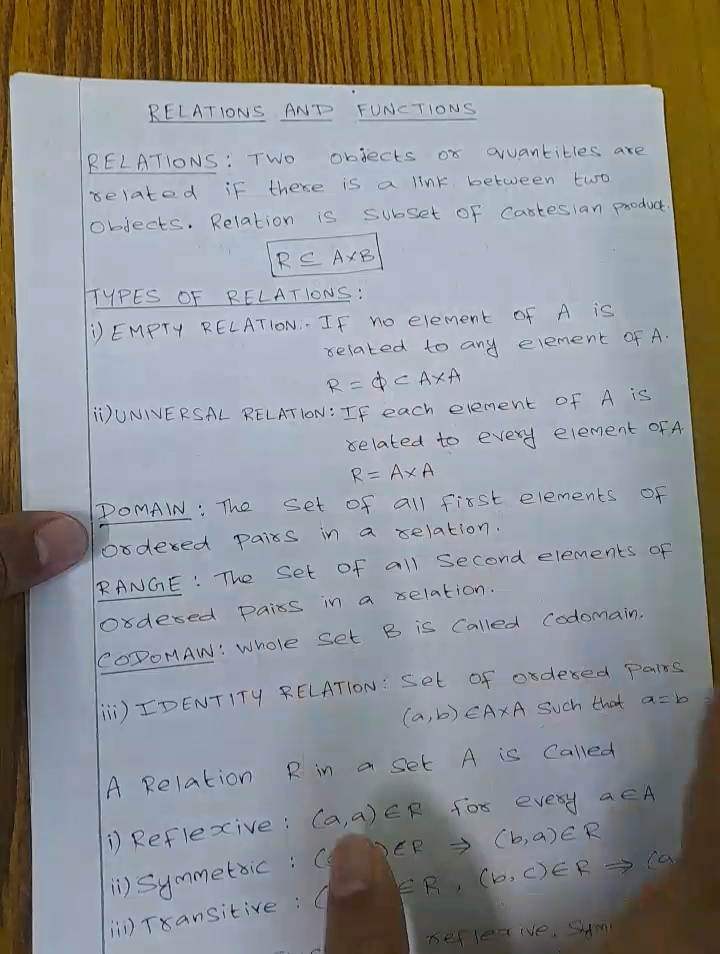 RELATIONS AND FUNCTIONS
RELATIONS: Two objects or quantities are
related if there is a link between two
objects. Relation is subset of Cartesian product.
R ⊆ A×B
TYPES OF RELATIONS:
i) EMPTY RELATION:- If no element of A is
related to any element of A.
R = ϕ ⊂ A×A
ii) UNIVERSAL RELATION: If each element of A is
related to every element of A.
R = A×A
DOMAIN: The set of all first elements of
ordered pairs in a relation.
RANGE: The set of all second elements of
ordered pairs in a relation.
CODOMAIN: whole set B is called codomain.
iii) IDENTITY RELATION: Set of ordered pairs
(a,b) ∈ A×A such that a=b
A Relation R in a set A is called
i) Reflexive: (a,a) ∈ R for every a ∈ A
ii) Symmetric : ∈R ⇒ (b,a) ∈ R
iii) Transitive : ∈R, (b,c) ∈ R ⇒ (a
reflexive,